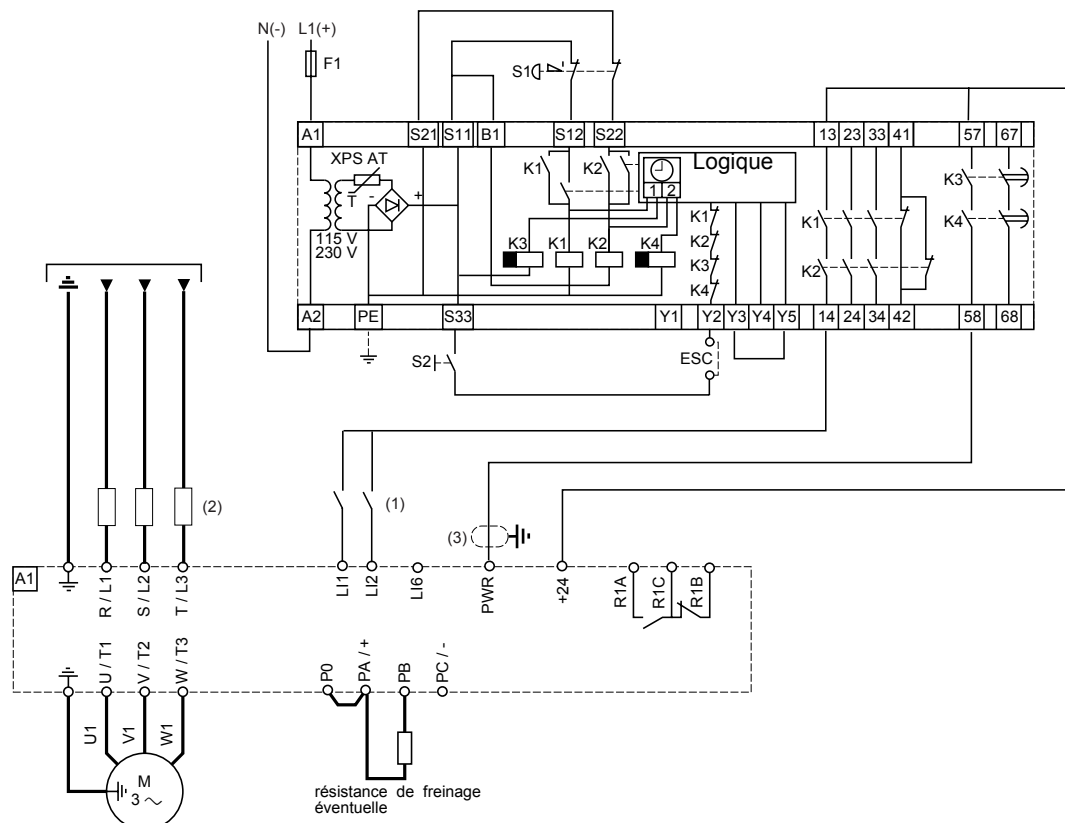 N(-) L1(+)
F1
S1
A1 S21 S11 B1 S12 S22 13 23 33 41 57 67
XPS AT
Logique
K1 K2
1 2
T - +
K3
K1
K4
K1
115 V
230 V
K3 K1 K2 K4
K2
K3
K2
K4
A2 PE S33 Y1 Y2 Y3 Y4 Y5 14 24 34 42 58 68
S2
ESC
(1)
(2)
(3)
A1
R / L1
S / L2
T / L3
LI1
LI2
LI6
PWR
+24
R1A
R1C
R1B
U / T1
V / T2
W / T3
P0
PA / +
PB
PC / -
U1
V1
W1
M
3
résistance de freinage
éventuelle